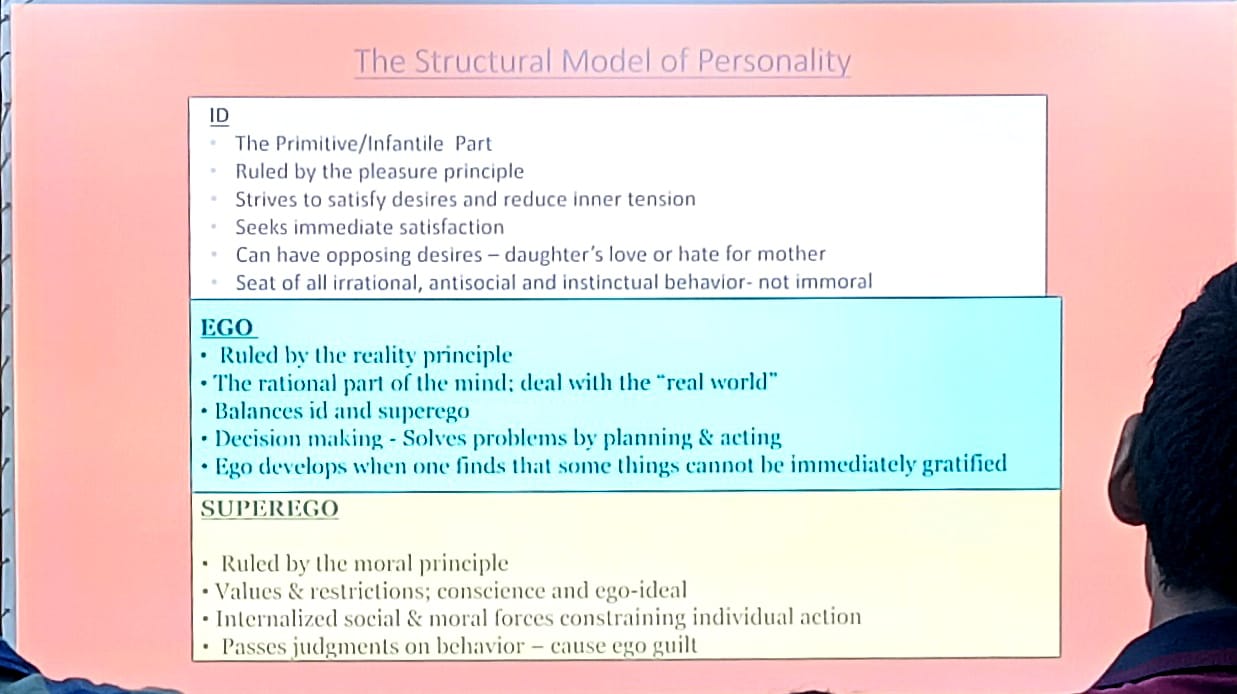 The Structural Model of Personality
ID
• The Primitive/Infantile Part
• Ruled by the pleasure principle
• Strives to satisfy desires and reduce inner tension
• Seeks immediate satisfaction
• Can have opposing desires – daughter's love or hate for mother
• Seat of all irrational, antisocial and instinctual behavior- not immoral
EGO
• Ruled by the reality principle
• The rational part of the mind; deal with the “real world”
• Balances id and superego
• Decision making - Solves problems by planning & acting
• Ego develops when one finds that some things cannot be immediately gratified
SUPEREGO
• Ruled by the moral principle
• Values & restrictions; conscience and ego-ideal
• Internalized social & moral forces constraining individual action
• Passes judgments on behavior – cause ego guilt